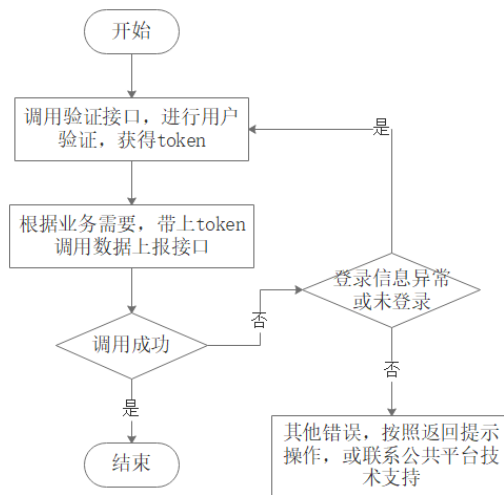 开始
调用验证接口，进行用户
验证，获得token
是
根据业务需要，带上token
调用数据上报接口
登录信息异常
或未登录
否
调用成功
否
是
其他错误，按照返回提示
操作，或联系公共平台技
术支持
结束